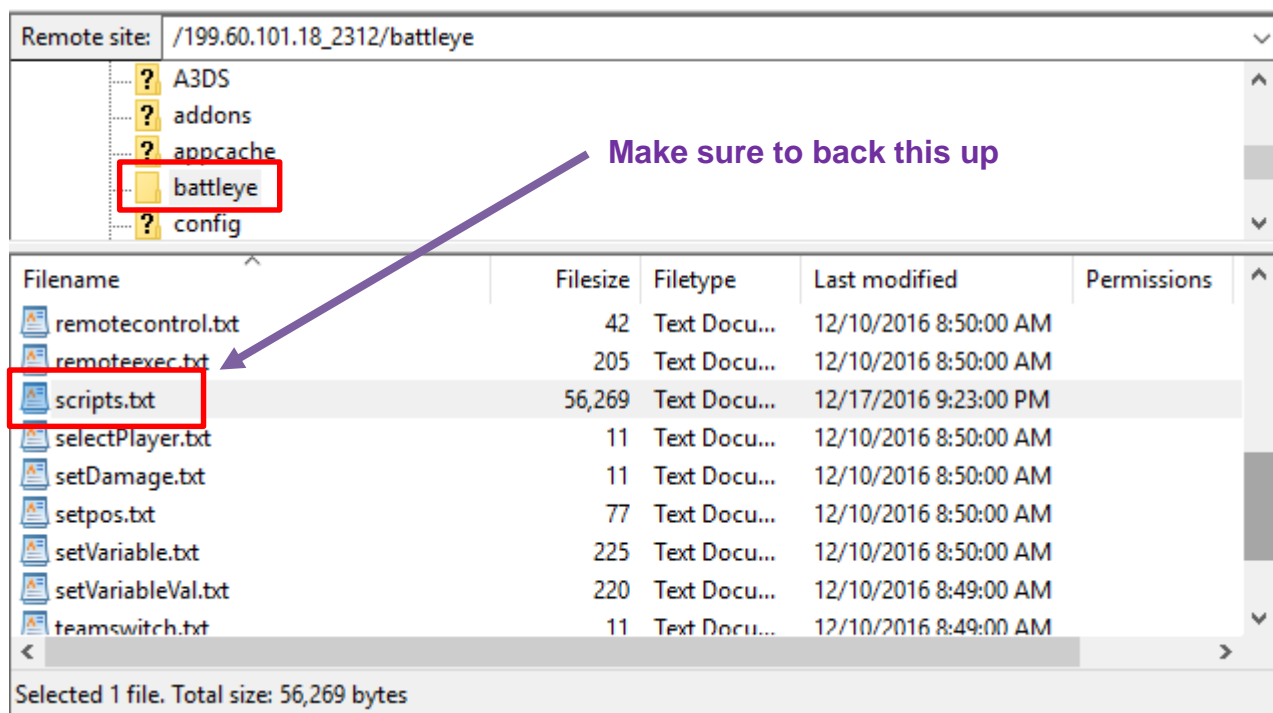 Remote site: /199.60.101.18_2312/battleye
? A3DS
? addons
? appcache
Make sure to back this up
battleye
? config
Filename Filesize Filetype Last modified Permissions
remotecontrol.txt 42 Text Docu... 12/10/2016 8:50:00 AM
remoteexec.txt 205 Text Docu... 12/10/2016 8:50:00 AM
scripts.txt 56,269 Text Docu... 12/17/2016 9:23:00 PM
selectPlayer.txt 11 Text Docu... 12/10/2016 8:50:00 AM
setDamage.txt 11 Text Docu... 12/10/2016 8:50:00 AM
setpos.txt 77 Text Docu... 12/10/2016 8:50:00 AM
setVariable.txt 225 Text Docu... 12/10/2016 8:50:00 AM
setVariableVal.txt 220 Text Docu... 12/10/2016 8:49:00 AM
teamswitch.txt 11 Text Docu... 12/10/2016 8:49:00 AM
Selected 1 file. Total size: 56,269 bytes